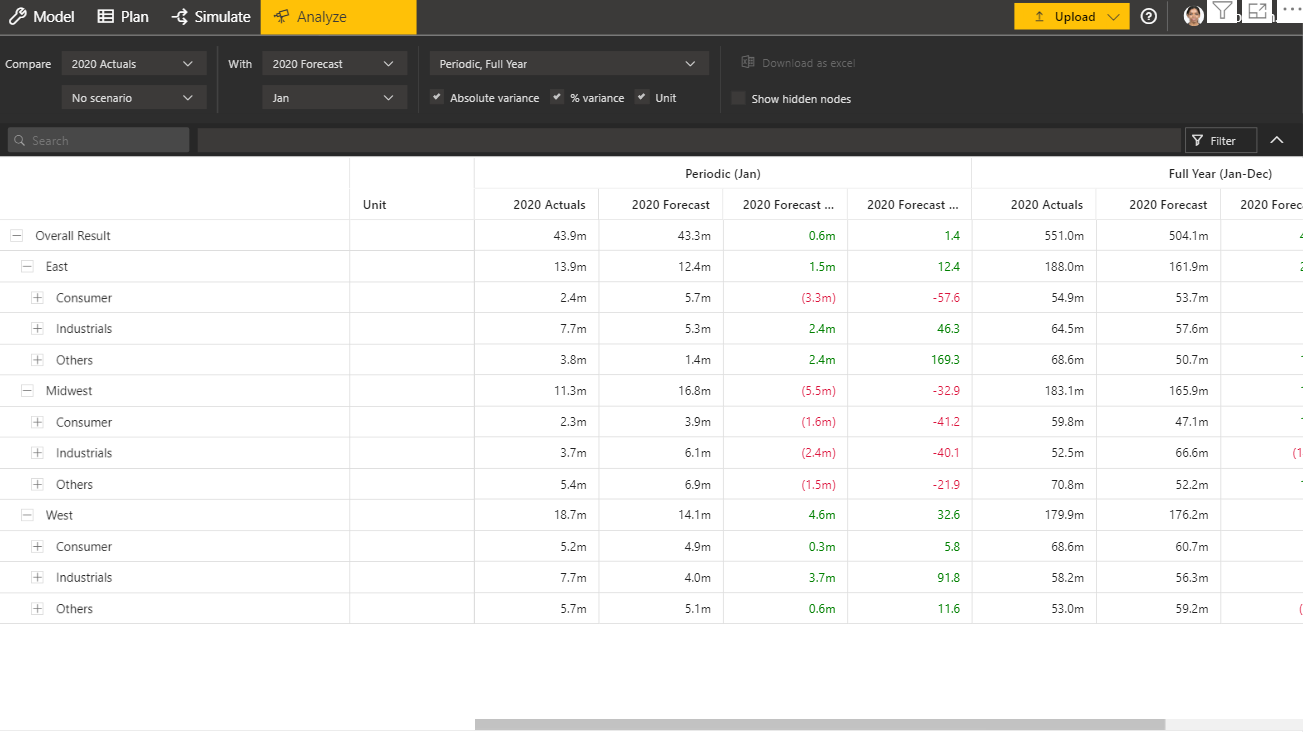 Model Plan Simulate Analyze Upload
Compare 2020 Actuals With 2020 Forecast Periodic, Full Year Download as excel
No scenario Jan Absolute variance % variance Unit Show hidden nodes
Search Filter
Periodic (Jan) Full Year (Jan-Dec)
Unit 2020 Actuals 2020 Forecast 2020 Forecast ... 2020 Forecast ... 2020 Actuals 2020 Forecast 2020
Overall Result 43.9m 43.3m 0.6m 1.4 551.0m 504.1m
East 13.9m 12.4m 1.5m 12.4 188.0m 161.9m
Consumer 2.4m 5.7m (3.3m) -57.6 54.9m 53.7m
Industrials 7.7m 5.3m 2.4m 46.3 64.5m 57.6m
Others 3.8m 1.4m 2.4m 169.3 68.6m 50.7m
Midwest 11.3m 16.8m (5.5m) -32.9 183.1m 165.9m
Consumer 2.3m 3.9m (1.6m) -41.2 59.8m 47.1m
Industrials 3.7m 6.1m (2.4m) -40.1 52.5m 66.6m
Others 5.4m 6.9m (1.5m) -21.9 70.8m 52.2m
West 18.7m 14.1m 4.6m 32.6 179.9m 176.2m
Consumer 5.2m 4.9m 0.3m 5.8 68.6m 60.7m
Industrials 7.7m 4.0m 3.7m 91.8 58.2m 56.3m
Others 5.7m 5.1m 0.6m 11.6 53.0m 59.2m